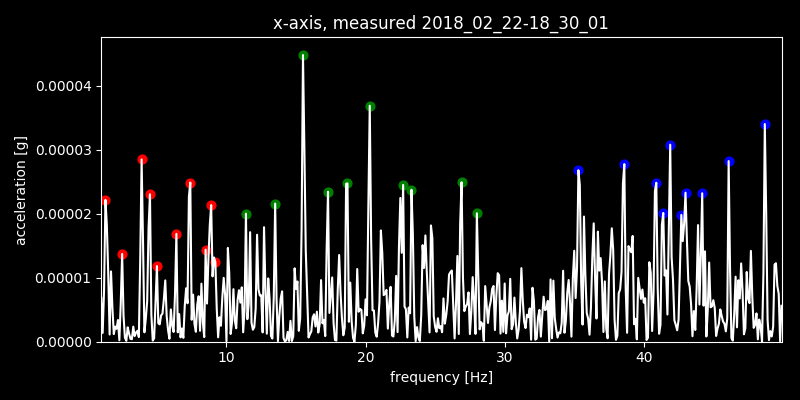 x-axis, measured 2018_02_22-18_30_01
acceleration [g]
0.00004
0.00003
0.00002
0.00001
0.00000
10 20 30 40
frequency [Hz]